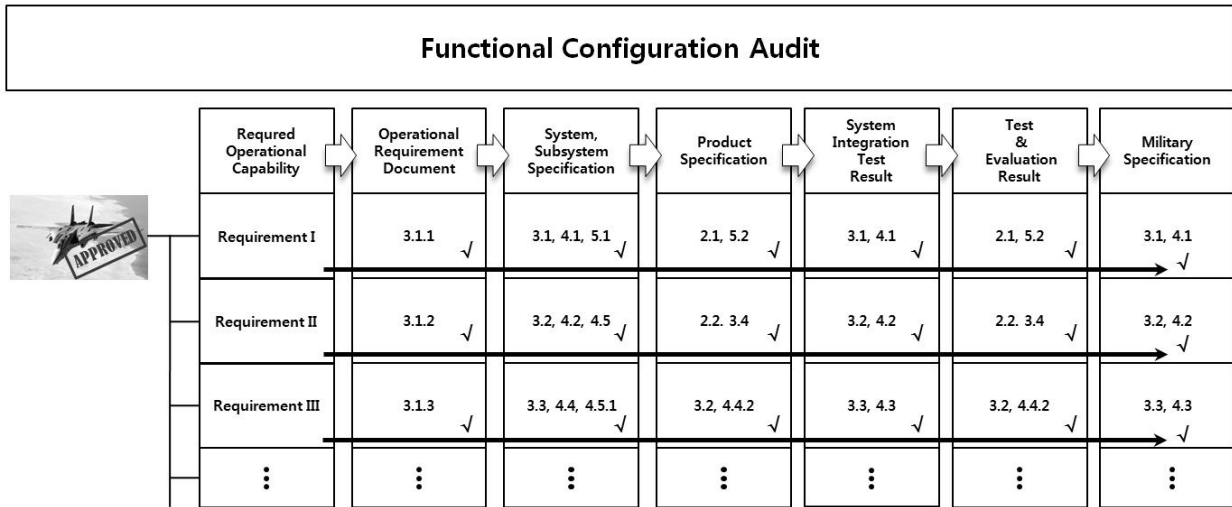 Functional Configuration Audit
Requred
Operational
Capability
Operational
Requirement
Document
System,
Subsystem
Specification
Product
Specification
System
Integration
Test
Result
Test
&
Evaluation
Result
Military
Specification
APPROVED
Requirement I
3.1.1 √
3.1, 4.1, 5.1 √
2.1, 5.2 √
3.1, 4.1 √
2.1, 5.2 √
3.1, 4.1 √
Requirement II
3.1.2 √
3.2, 4.2, 4.5 √
2.2. 3.4 √
3.2, 4.2 √
2.2. 3.4 √
3.2, 4.2 √
Requirement III
3.1.3 √
3.3, 4.4, 4.5.1 √
3.2, 4.4.2 √
3.3, 4.3 √
3.2, 4.4.2 √
3.3, 4.3 √